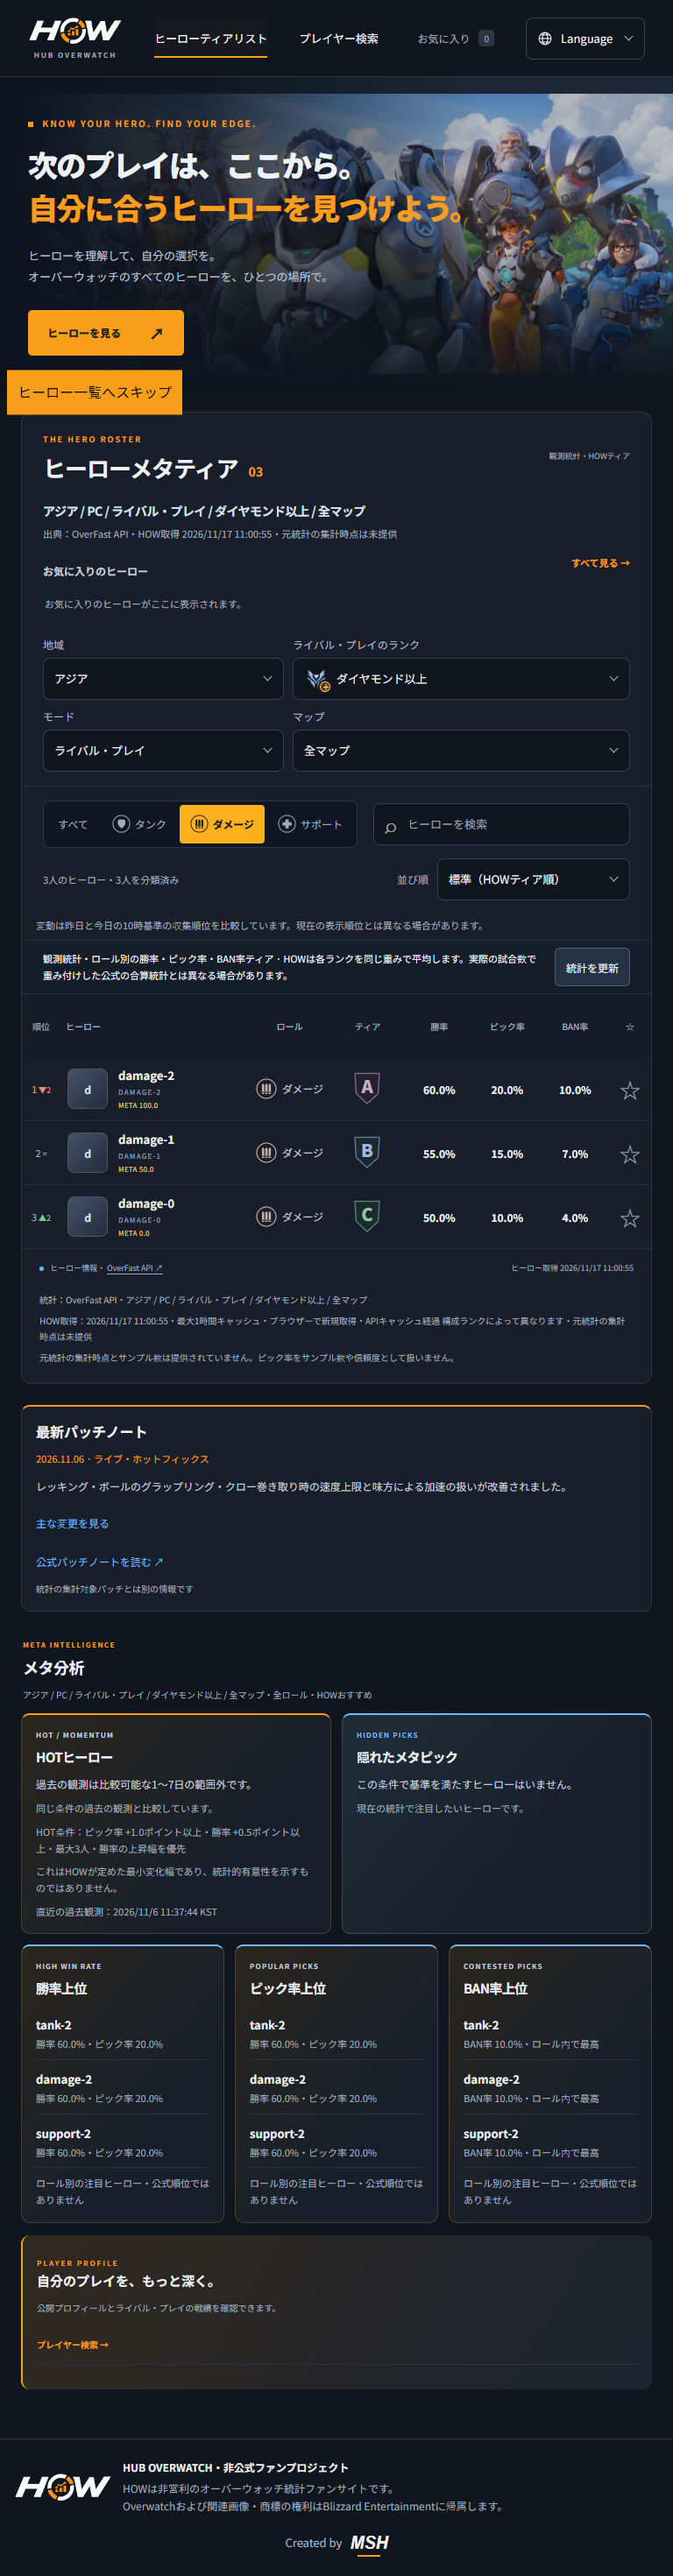 HOW
HUB OVERWATCH
ヒーローティアリスト
プレイヤー検索
お気に入り 0
Language
KNOW YOUR HERO. FIND YOUR EDGE.
次のプレイは、ここから。
自分に合うヒーローを見つけよう。
ヒーローを理解して、自分の選択を。
オーバーウォッチのすべてのヒーローを、ひとつの場所で。
ヒーローを見る ↗
ヒーロー一覧へスキップ
THE HERO ROSTER
ヒーローメタティア 03
観測統計・HOWティア
アジア / PC / ライバル・プレイ / ダイヤモンド以上 / 全マップ
出典：OverFast API・HOW取得 2026/11/17 11:00:55・元統計の集計時点は未提供
お気に入りのヒーロー
すべて見る →
お気に入りのヒーローがここに表示されます。
地域
ライバル・プレイのランク
アジア
ダイヤモンド以上
モード
マップ
ライバル・プレイ
全マップ
すべて タンク ダメージ サポート
ヒーローを検索
3人のヒーロー・3人を分類済み
並び順
標準（HOWティア順）
変動は昨日と今日の10時基準の収集順位を比較しています。現在の表示順位とは異なる場合があります。
観測統計・ロール別の勝率・ピック率・BAN率ティア・HOWは各ランクを同じ重みで平均します。実際の試合数で
重み付けした公式の合算統計とは異なる場合があります。
統計を更新
順位 ヒーロー ロール ティア 勝率 ピック率 BAN率 ☆
1 ▼2 d damage-2 DAMAGE-2 META 100.0 ダメージ A 60.0% 20.0% 10.0% ☆
2 = d damage-1 DAMAGE-1 META 50.0 ダメージ B 55.0% 15.0% 7.0% ☆
3 ▲2 d damage-0 DAMAGE-0 META 0.0 ダメージ C 50.0% 10.0% 4.0% ☆
ヒーロー情報・ OverFast API ↗
ヒーロー取得 2026/11/17 11:00:55
統計：OverFast API・アジア / PC / ライバル・プレイ / ダイヤモンド以上 / 全マップ
HOW取得：2026/11/17 11:00:55・最大1時間キャッシュ・ブラウザーで新規取得・APIキャッシュ経過 構成ランクによって異なります・元統計の集計
時点は未提供
元統計の集計時点とサンプル数は提供されていません。ピック率をサンプル数や信頼度として扱いません。
最新パッチノート
2026.11.06・ライブ・ホットフィックス
レッキング・ボールのグラップリング・クロー巻き取り時の速度上限と味方による加速の扱いが改善されました。
主な変更を見る
公式パッチノートを読む ↗
統計の集計対象パッチとは別の情報です
META INTELLIGENCE
メタ分析
アジア / PC / ライバル・プレイ / ダイヤモンド以上 / 全マップ・全ロール・HOWおすすめ
HOT / MOMENTUM
HOTヒーロー
過去の観測は比較可能な1〜7日の範囲外です。
同じ条件の過去の観測と比較しています。
HOT条件：ピック率 +1.0ポイント以上・勝率 +0.5ポイント以
上・最大3人・勝率の上昇幅を優先
これはHOWが定めた最小変化幅であり、統計的有意性を示すも
のではありません。
直近の過去観測：2026/11/6 11:37:44 KST
HIDDEN PICKS
隠れたメタピック
この条件で基準を満たすヒーローはいません。
現在の統計で注目したいヒーローです。
HIGH WIN RATE
勝率上位
tank-2
勝率 60.0%・ピック率 20.0%
damage-2
勝率 60.0%・ピック率 20.0%
support-2
勝率 60.0%・ピック率 20.0%
ロール別の注目ヒーロー・公式順位では
ありません
POPULAR PICKS
ピック率上位
tank-2
勝率 60.0%・ピック率 20.0%
damage-2
勝率 60.0%・ピック率 20.0%
support-2
勝率 60.0%・ピック率 20.0%
ロール別の注目ヒーロー・公式順位では
ありません
CONTESTED PICKS
BAN率上位
tank-2
BAN率 10.0%・ロール内で最高
damage-2
BAN率 10.0%・ロール内で最高
support-2
BAN率 10.0%・ロール内で最高
ロール別の注目ヒーロー・公式順位では
ありません
PLAYER PROFILE
自分のプレイを、もっと深く。
公開プロフィールとライバル・プレイの戦績を確認できます。
プレイヤー検索 →
HOW
HUB OVERWATCH・非公式ファンプロジェクト
HOWは非営利のオーバーウォッチ統計ファンサイトです。
Overwatchおよび関連画像・商標の権利はBlizzard Entertainmentに帰属します。
Created by MSH